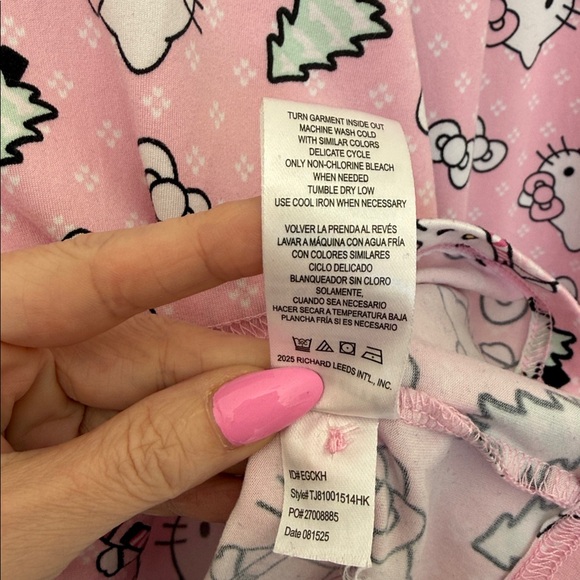 TURN GARMENT INSIDE OUT
MACHINE WASH COLD
WITH SIMILAR COLORS
DELICATE CYCLE
ONLY NON-CHLORINE BLEACH
WHEN NEEDED
TUMBLE DRY LOW
USE COOL IRON WHEN NECESSARY
VOLVER LA PRENDA AL REVÉS
LAVAR A MÁQUINA CON AGUA FRÍA
CON COLORES SIMILARES
CICLO DELICADO
BLANQUEADOR SIN CLORO
SOLAMENTE,
CUANDO SEA NECESARIO
HACER SECAR A TEMPERATURA BAJA
PLANCHA FRÍA SI ES NECESARIO
2025 RICHARD LEEDS INT'L., INC.
ID# EGCKH
Style# TJ81001514HK
PO# 27008885
Date 081525